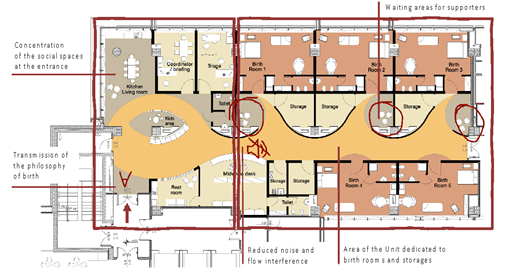 Waiting areas for supporters
Concentration
of the social spaces
at the entrance
Coordinator
/ briefing
Triage
Birth
Room 1
Birth
Room 2
Birth
Room 3
Kitchen
Living room
Toilet
Storage
Storage
Storage
Kids
area
Transmission of
the philosophy
of birth
Rest
room
Midwives desk
Storage
Storage
Toilet
Birth
Room 4
Birth
Room 5
Reduced noise and
flow interference
Area of the Unit dedicated to
birth rooms and storages